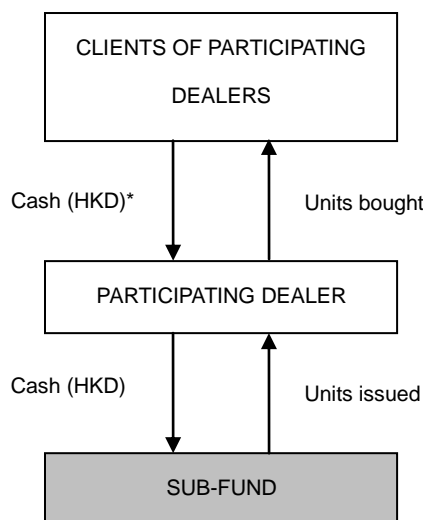 CLIENTS OF PARTICIPATING
DEALERS
Cash (HKD)*
Units bought
PARTICIPATING DEALER
Cash (HKD)
Units issued
SUB-FUND